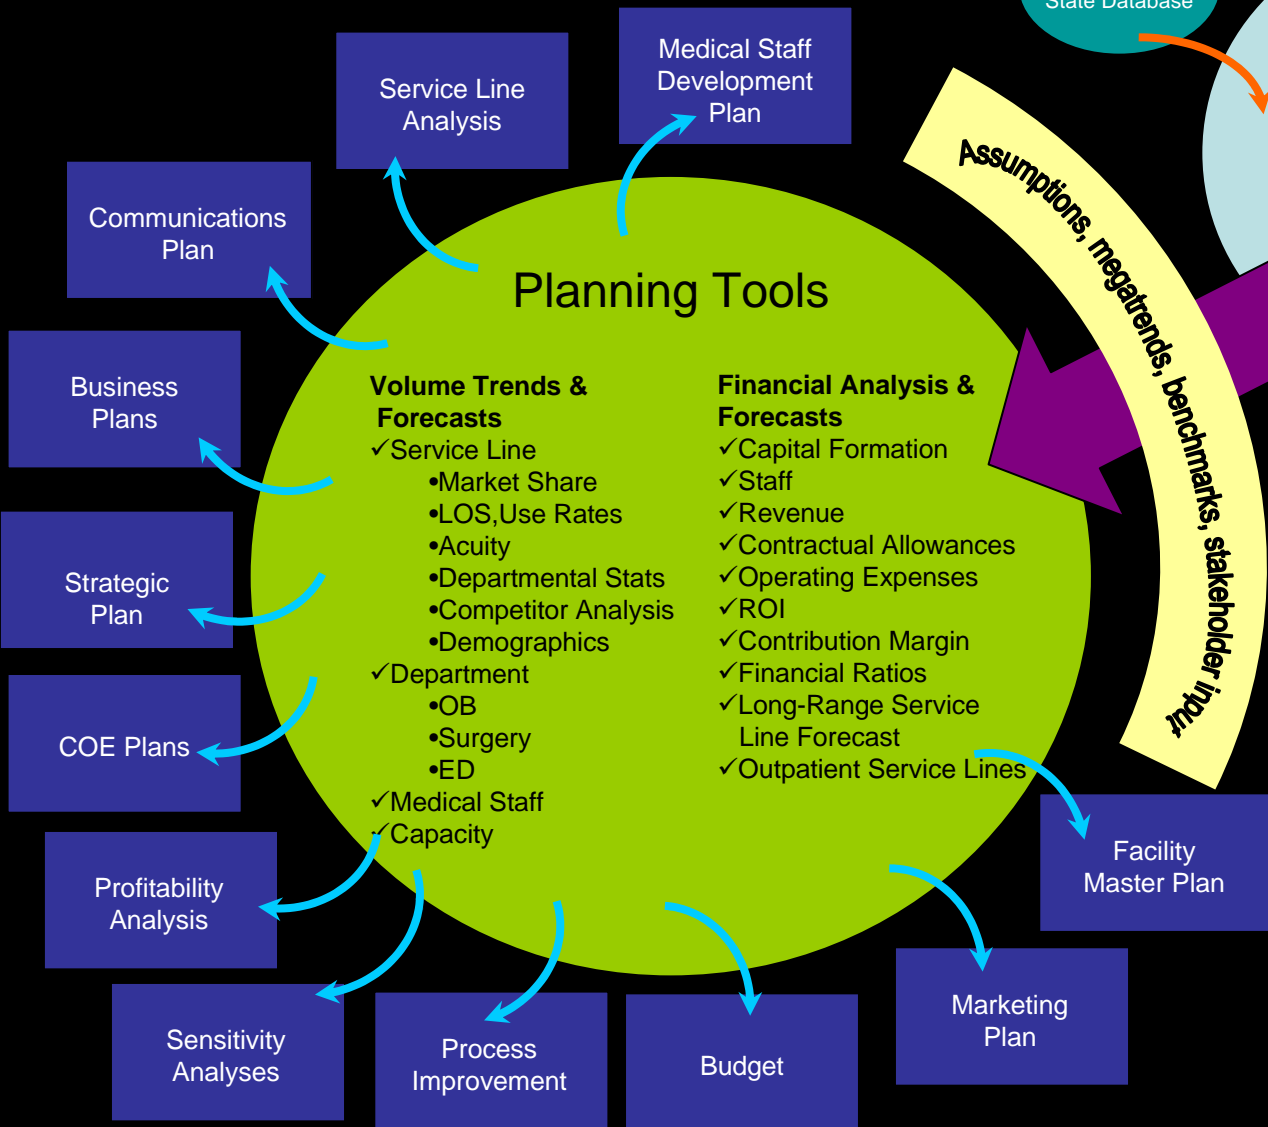 State Database
Medical Staff
Development
Plan
Service Line
Analysis
Communications
Plan
Business
Plans
Strategic
Plan
COE Plans
Profitability
Analysis
Sensitivity
Analyses
Process
Improvement
Budget
Marketing
Plan
Facility
Master Plan
Assumptions, megatrends, benchmarks, stakeholder input
Planning Tools
Volume Trends &
Forecasts
✓Service Line
•Market Share
•LOS,Use Rates
•Acuity
•Departmental Stats
•Competitor Analysis
•Demographics
✓Department
•OB
•Surgery
•ED
✓Medical Staff
✓Capacity
Financial Analysis &
Forecasts
✓Capital Formation
✓Staff
✓Revenue
✓Contractual Allowances
✓Operating Expenses
✓ROI
✓Contribution Margin
✓Financial Ratios
✓Long-Range Service
Line Forecast
✓Outpatient Service Lines